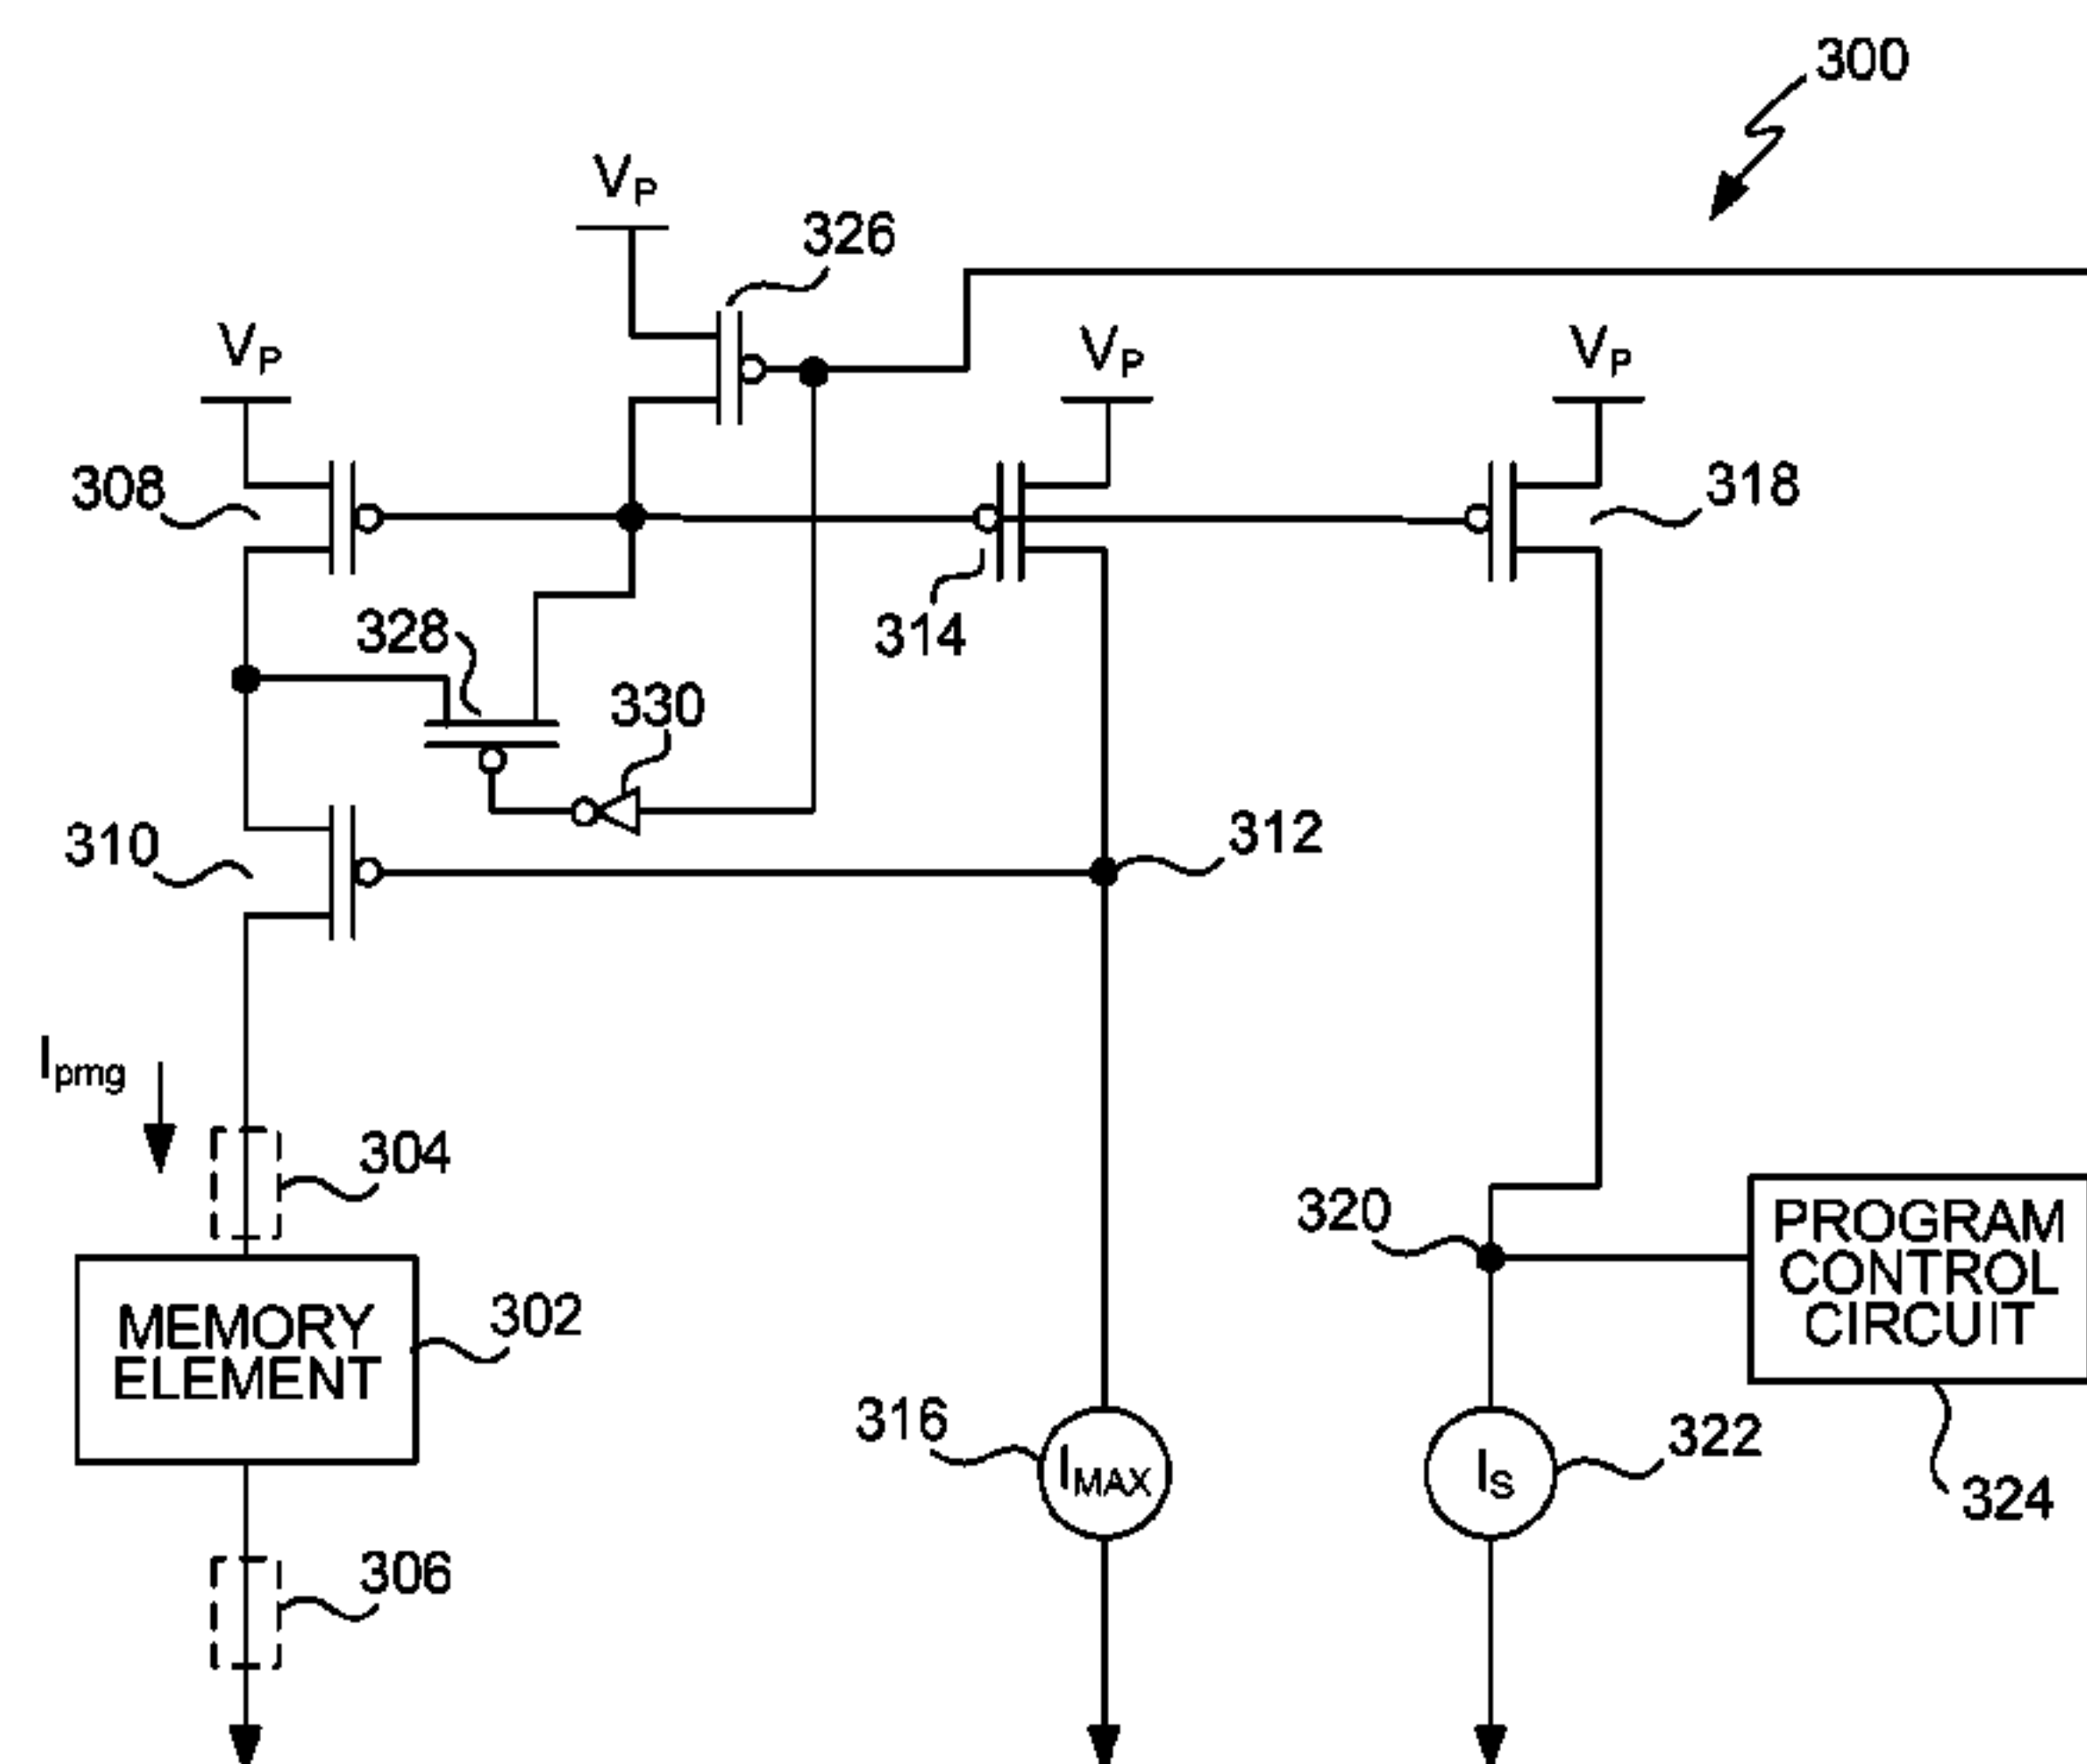 300
VP
326
VP
VP
VP
308
318
328
314
330
310
312
Ipmg
304
320
PROGRAM
CONTROL
CIRCUIT
302
MEMORY
ELEMENT
316
IMAX
IS
322
324
306